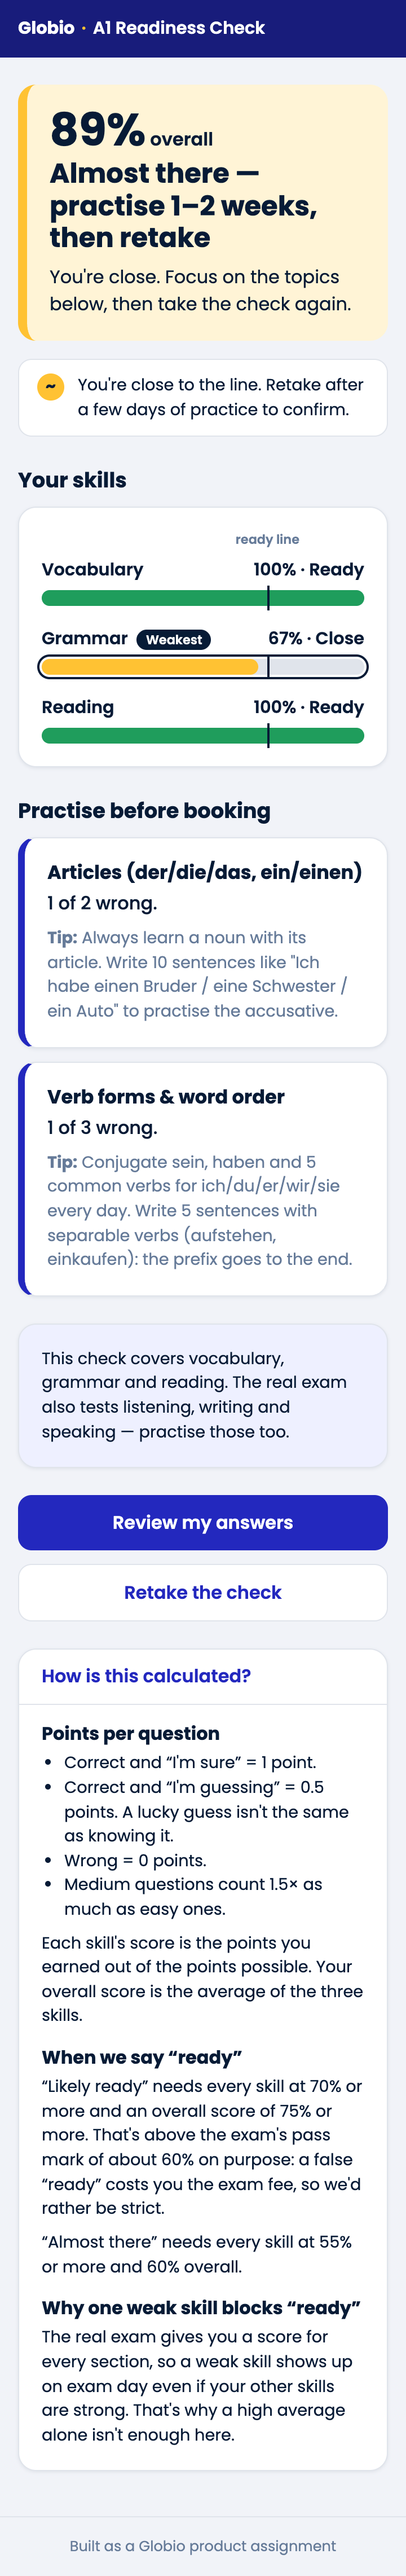 Globio · A1 Readiness Check
89% overall
Almost there —
practise 1–2 weeks,
then retake
You're close. Focus on the topics
below, then take the check again.
~
You're close to the line. Retake after
a few days of practice to confirm.
Your skills
ready line
Vocabulary 100% · Ready
Grammar Weakest 67% · Close
Reading 100% · Ready
Practise before booking
Articles (der/die/das, ein/einen)
1 of 2 wrong.
Tip: Always learn a noun with its
article. Write 10 sentences like "Ich
habe einen Bruder / eine Schwester /
ein Auto" to practise the accusative.
Verb forms & word order
1 of 3 wrong.
Tip: Conjugate sein, haben and 5
common verbs for ich/du/er/wir/sie
every day. Write 5 sentences with
separable verbs (aufstehen,
einkaufen): the prefix goes to the end.
This check covers vocabulary,
grammar and reading. The real exam
also tests listening, writing and
speaking — practise those too.
Review my answers
Retake the check
How is this calculated?
Points per question
• Correct and “I'm sure” = 1 point.
• Correct and “I'm guessing” = 0.5
points. A lucky guess isn't the same
as knowing it.
• Wrong = 0 points.
• Medium questions count 1.5× as
much as easy ones.
Each skill's score is the points you
earned out of the points possible. Your
overall score is the average of the three
skills.
When we say “ready”
“Likely ready” needs every skill at 70% or
more and an overall score of 75% or
more. That's above the exam's pass
mark of about 60% on purpose: a false
“ready” costs you the exam fee, so we'd
rather be strict.
“Almost there” needs every skill at 55%
or more and 60% overall.
Why one weak skill blocks “ready”
The real exam gives you a score for
every section, so a weak skill shows up
on exam day even if your other skills
are strong. That's why a high average
alone isn't enough here.
Built as a Globio product assignment